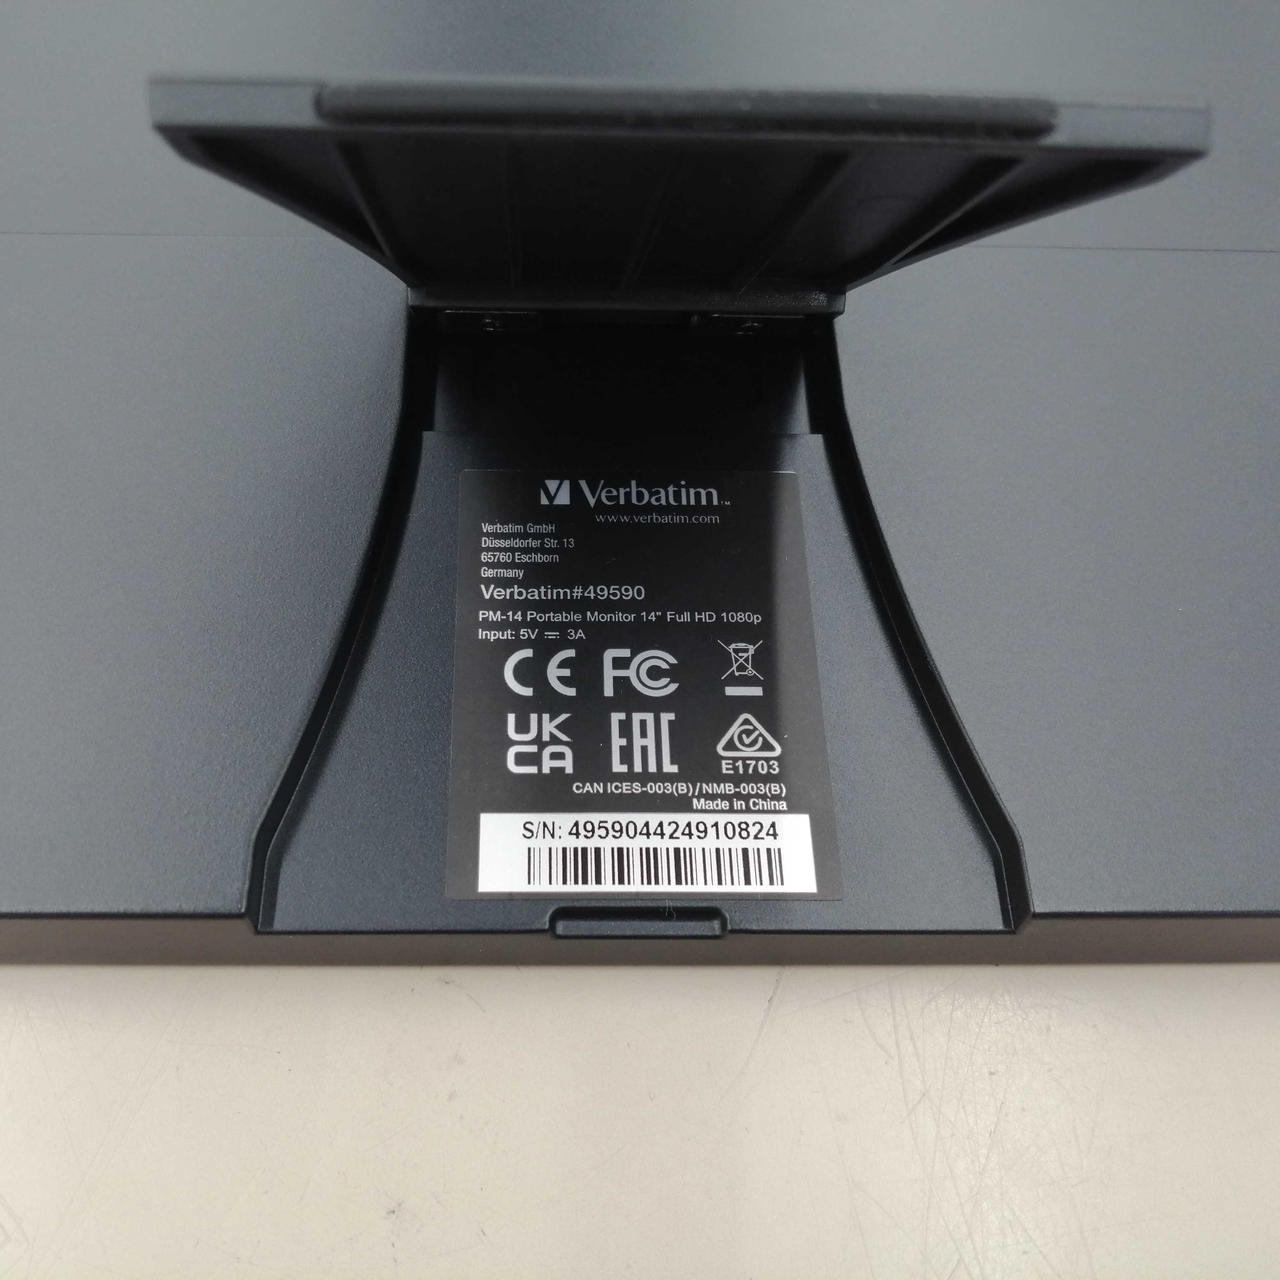 Verbatim™
www.verbatim.com
Verbatim GmbH
Düsseldorfer Str. 13
65760 Eschborn
Germany
Verbatim#49590
PM-14 Portable Monitor 14" Full HD 1080p
Input: 5V ⎓ 3A
CE FC
UK
CA
EAC
E1703
CAN ICES-003(B)/NMB-003(B)
Made in China
S/N: 495904424910824